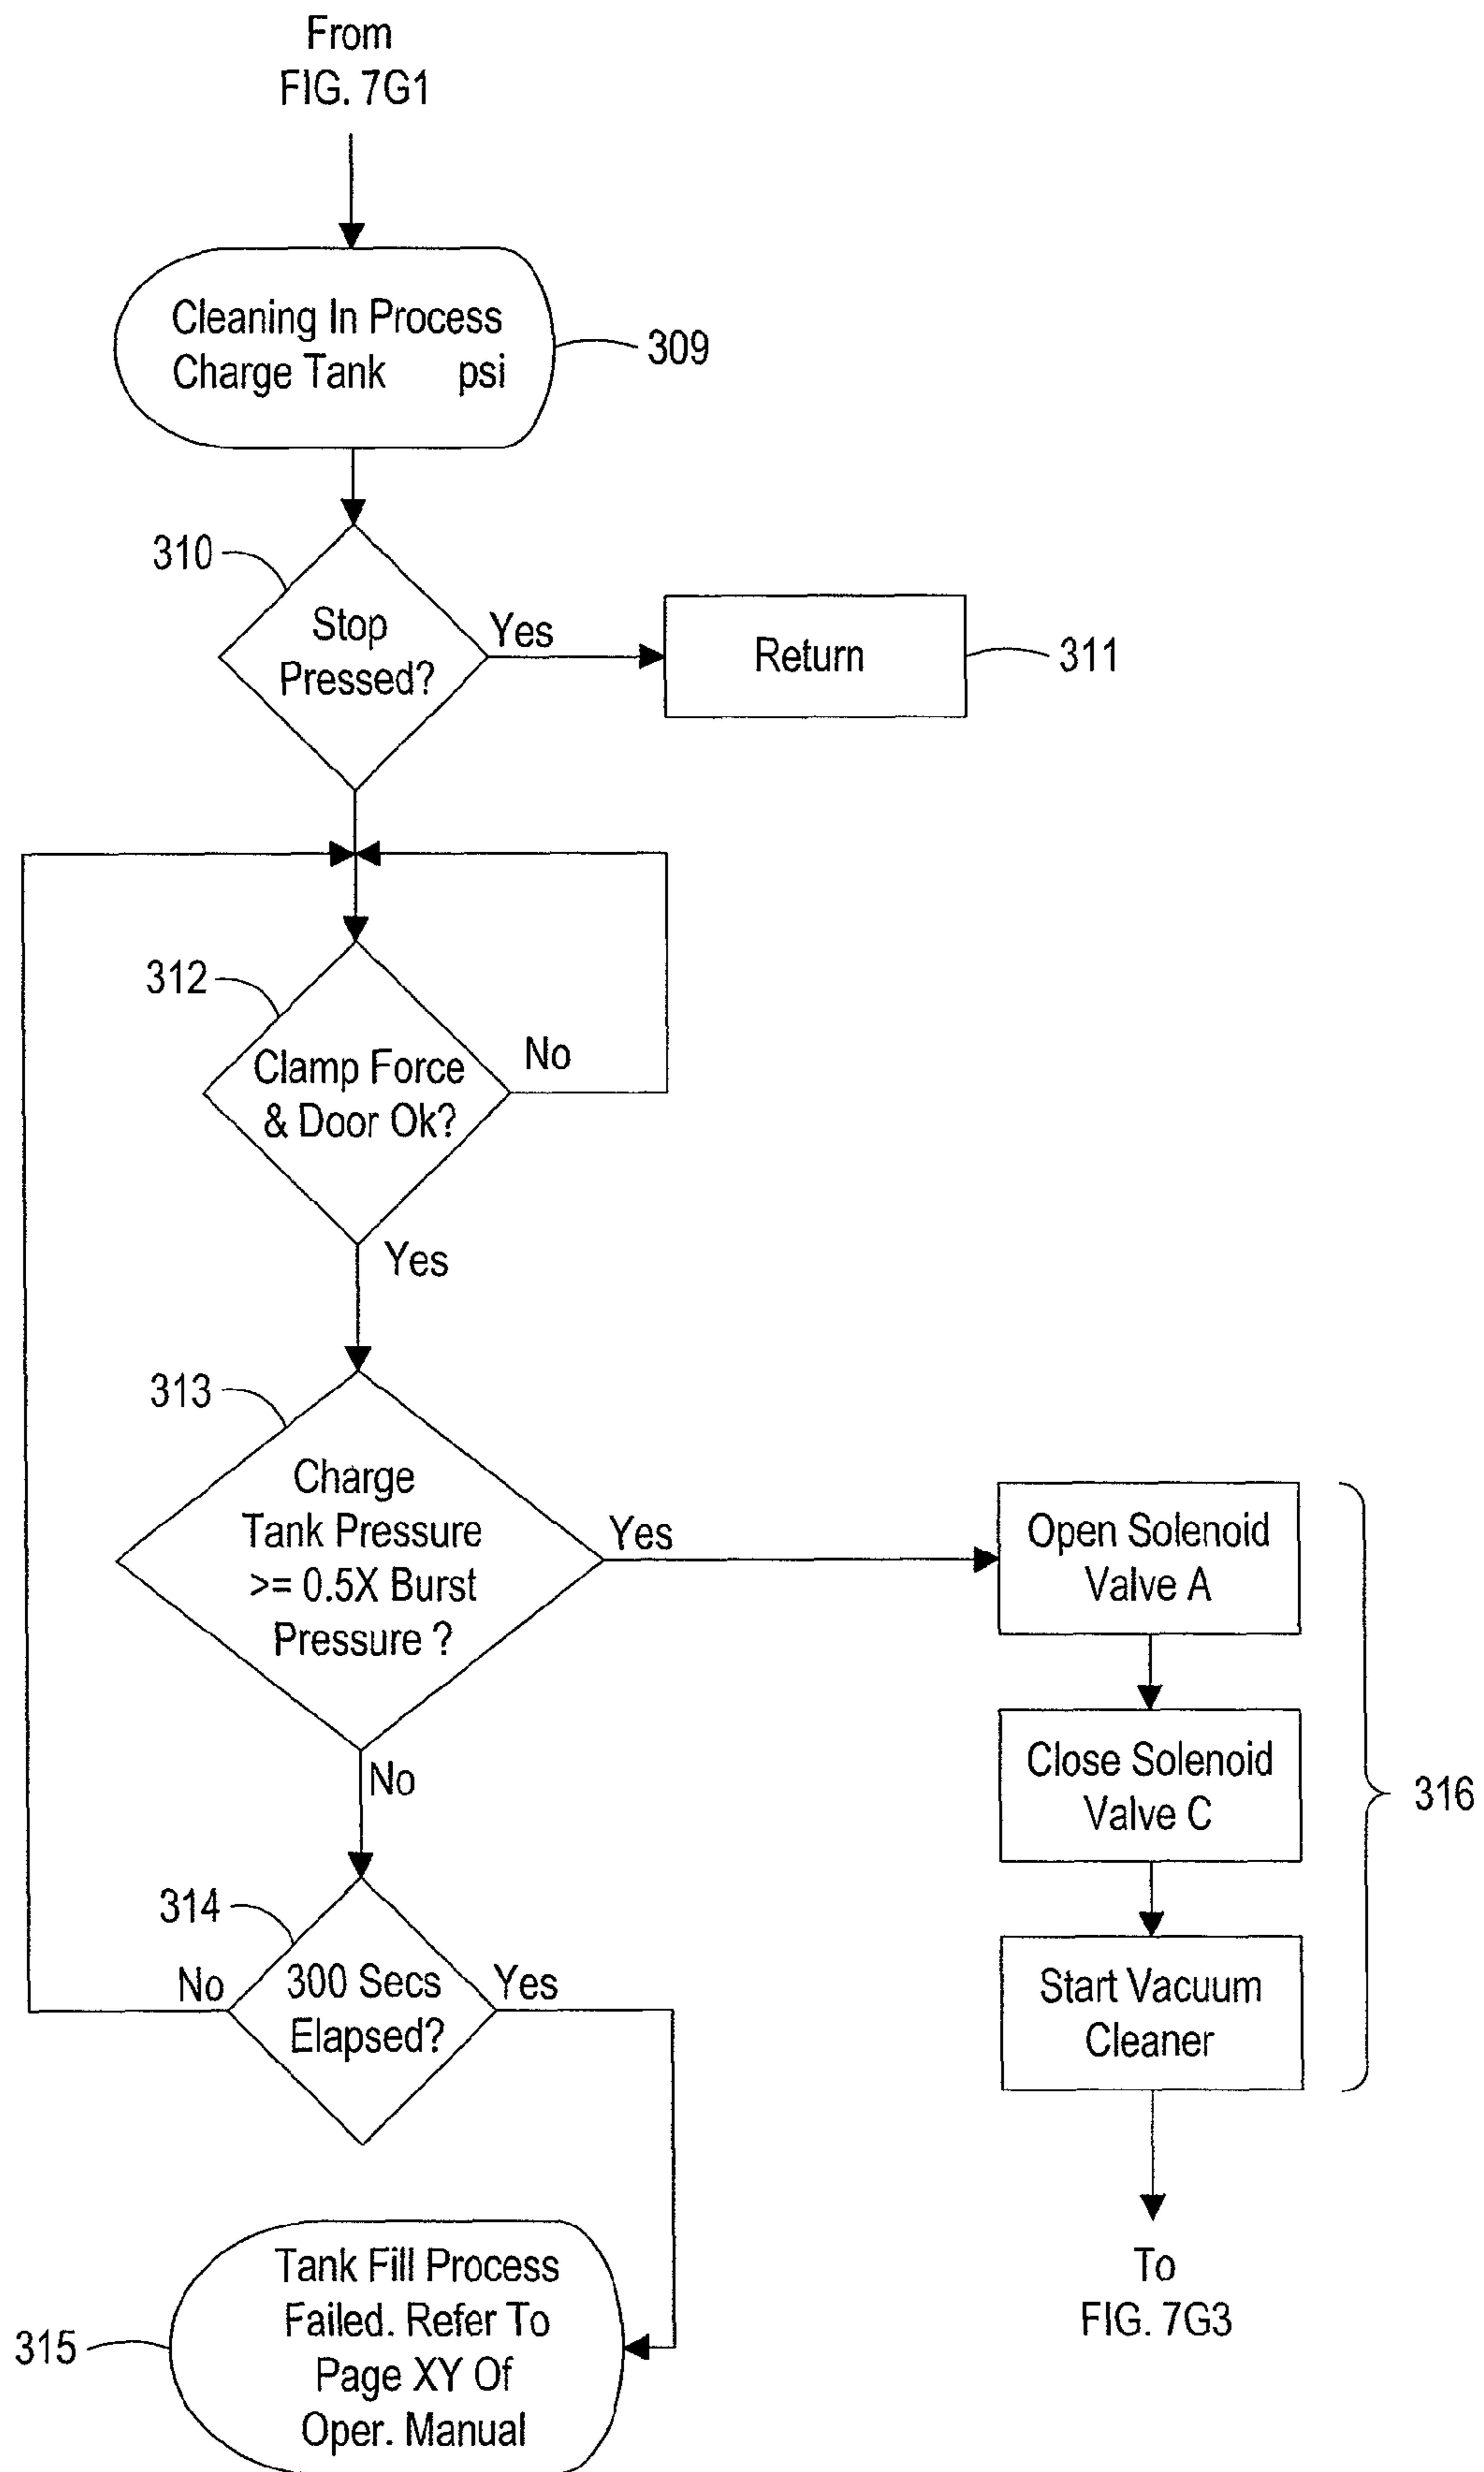 From
FIG. 7G1
Cleaning In Process
Charge Tank psi
309
310
Stop
Pressed?
Yes
Return
311
312
Clamp Force
& Door Ok?
No
Yes
313
Charge
Tank Pressure
>= 0.5X Burst
Pressure ?
Yes
Open Solenoid
Valve A
No
Close Solenoid
Valve C
316
314
No
300 Secs
Elapsed?
Yes
Start Vacuum
Cleaner
To
FIG. 7G3
315
Tank Fill Process
Failed. Refer To
Page XY Of
Oper. Manual